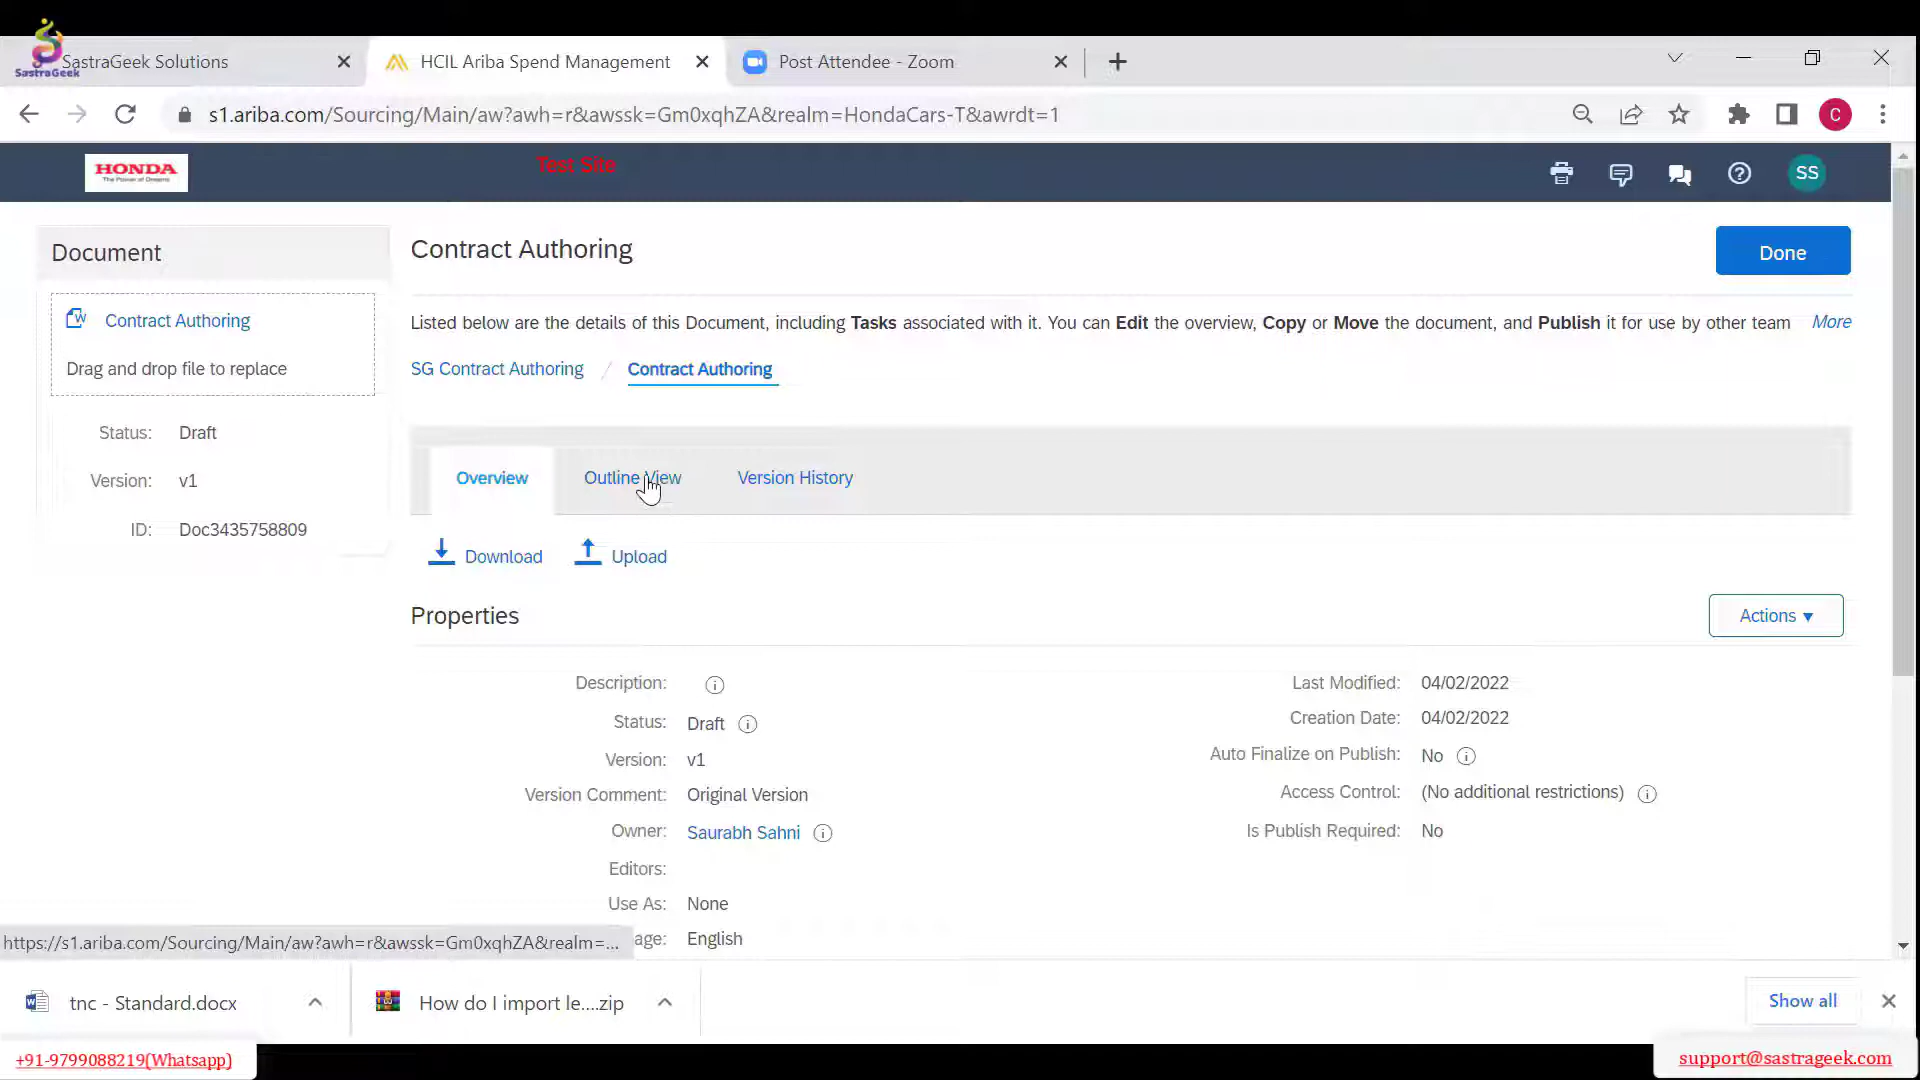 SastraGeek Solutions
SastraGeek
HCIL Ariba Spend Management
Post Attendee - Zoom
s1.ariba.com/Sourcing/Main/aw?awh=r&awssk=Gm0xqhZA&realm=HondaCars-T&awrdt=1
C
HONDA
The Power of Dreams
Test Site
SS
Document
Contract Authoring
Drag and drop file to replace
Status: Draft
Version: v1
ID: Doc3435758809
Contract Authoring
Done
Listed below are the details of this Document, including Tasks associated with it. You can Edit the overview, Copy or Move the document, and Publish it for use by other team More
SG Contract Authoring / Contract Authoring
Overview
Outline View
Version History
Download
Upload
Properties
Actions ▼
Description:
Status: Draft
Version: v1
Version Comment: Original Version
Owner: Saurabh Sahni
Editors:
Use As: None
age: English
Last Modified: 04/02/2022
Creation Date: 04/02/2022
Auto Finalize on Publish: No
Access Control: (No additional restrictions)
Is Publish Required: No
https://s1.ariba.com/Sourcing/Main/aw?awh=r&awssk=Gm0xqhZA&realm=...
tnc - Standard.docx
How do I import le....zip
Show all
+91-9799088219(Whatsapp)
support@sastrageek.com